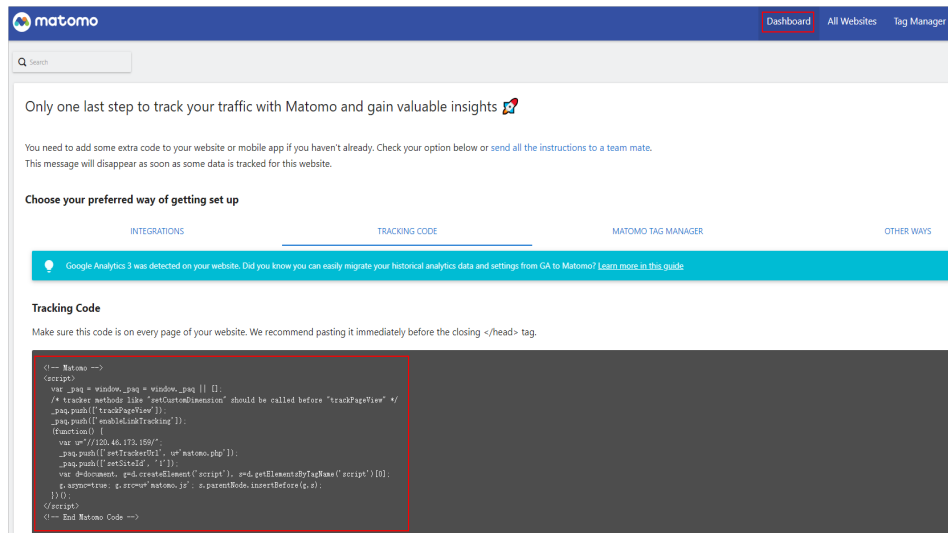 matomo
Dashboard All Websites Tag Manager
Search
Only one last step to track your traffic with Matomo and gain valuable insights 🚀
You need to add some extra code to your website or mobile app if you haven't already. Check your option below or send all the instructions to a team mate.
This message will disappear as soon as some data is tracked for this website.
Choose your preferred way of getting set up
INTEGRATIONS TRACKING CODE MATOMO TAG MANAGER OTHER WAYS
Google Analytics 3 was detected on your website. Did you know you can easily migrate your historical analytics data and settings from GA to Matomo? Learn more in this guide
Tracking Code
Make sure this code is on every page of your website. We recommend pasting it immediately before the closing </head> tag.
<!-- Matomo -->
<script>
var _paq = window._paq = window._paq || [];
/* tracker methods like "setCustomDimension" should be called before "trackPageView" */
_paq.push(['trackPageView']);
_paq.push(['enableLinkTracking']);
(function() {
var u="//120.46.173.159/";
_paq.push(['setTrackerUrl', u+'matomo.php']);
_paq.push(['setSiteId', '1']);
var d=document, g=d.createElement('script'), s=d.getElementsByTagName('script')[0];
g.async=true; g.src=u+'matomo.js'; s.parentNode.insertBefore(g,s);
})();
</script>
<!-- End Matomo Code -->